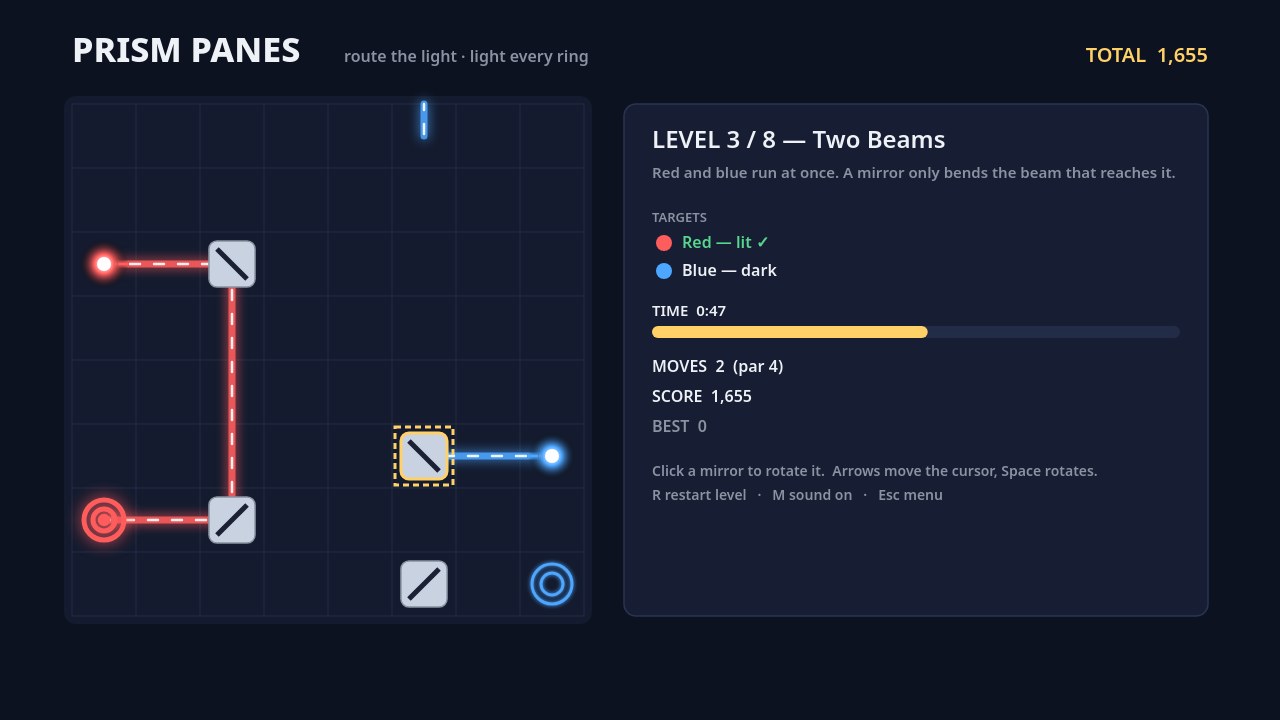 PRISM PANES
route the light · light every ring
TOTAL 1,655
LEVEL 3 / 8 — Two Beams
Red and blue run at once. A mirror only bends the beam that reaches it.
TARGETS
Red — lit ✓
Blue — dark
TIME 0:47
MOVES 2 (par 4)
SCORE 1,655
BEST 0
Click a mirror to rotate it. Arrows move the cursor, Space rotates.
R restart level · M sound on · Esc menu